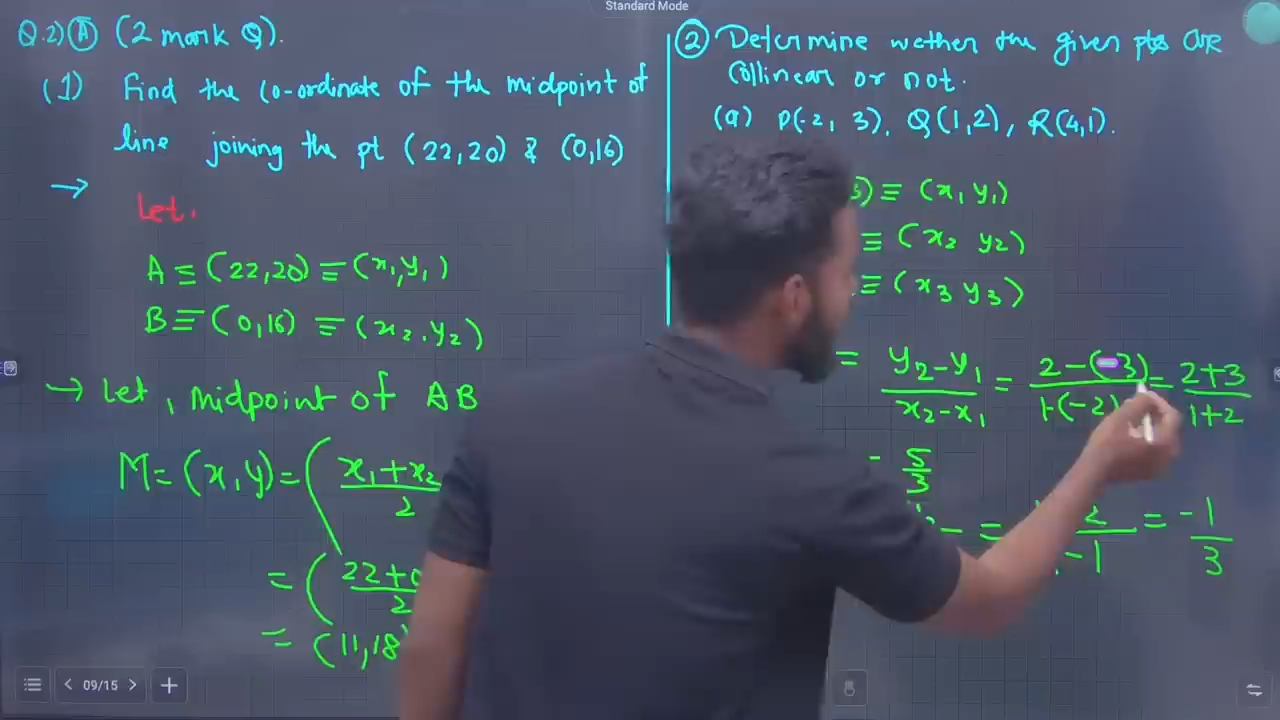 Standard Mode
Q.2) A (2 mark Q).
(1) Find the co-ordinate of the midpoint of
line joining the pt (22,20) & (0,16)
→
Let,
A ≡ (22,20) ≡ (x₁,y₁)
B ≡ (0,16) ≡ (x₂,y₂)
→ Let, midpoint of AB
M = (x,y) = ( x₁+x₂ / 2
= ( 22+0 / 2
= (11,18)
② Determine wether the given pts are
Collinear or not.
(a) P(-2, 3), Q(1,2), R(4,1).
3) ≡ (x₁ y₁)
≡ (x₂ y₂)
≡ (x₃ y₃)
= y₂-y₁ / x₂-x₁ = 2-(-3) / 1-(-2) = 2+3 / 1+2
5/3
= 2 / -1 = -1/3
09/15